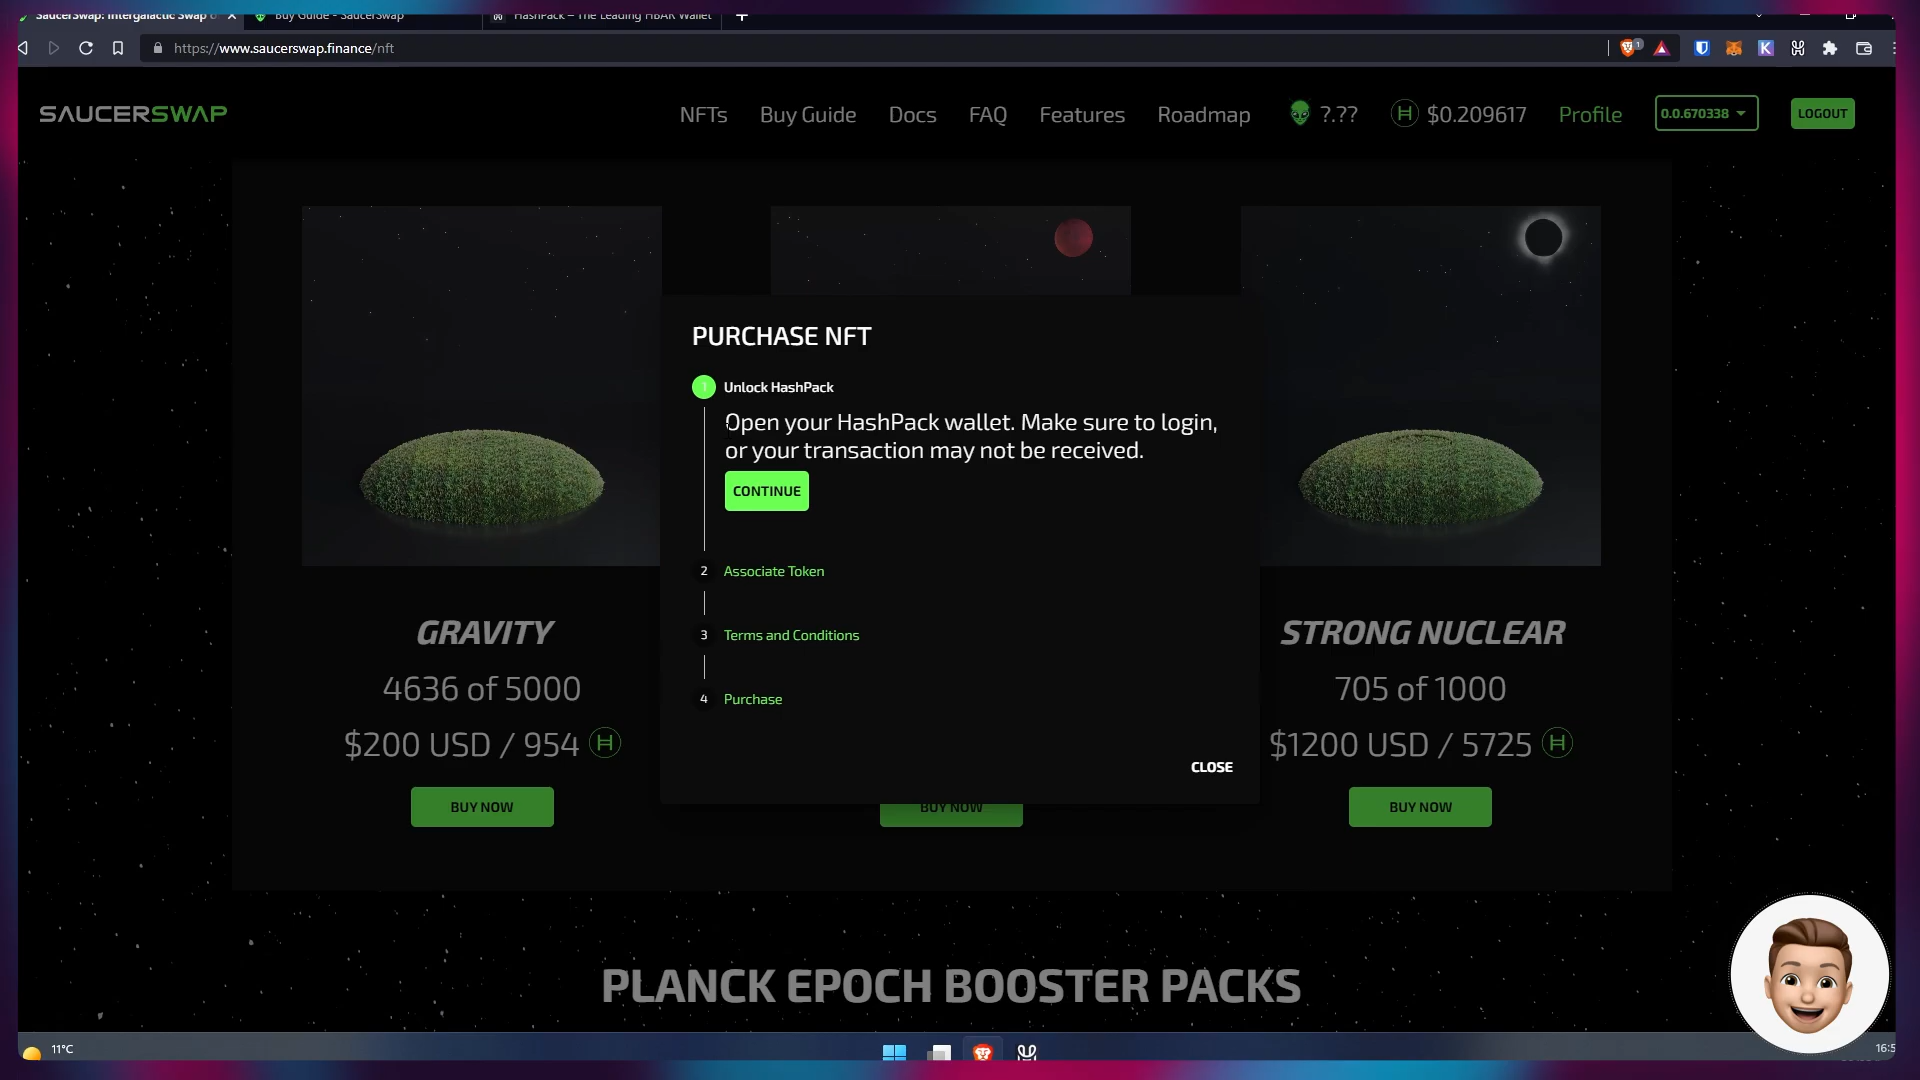 SaucerSwap: Intergalactic Swap
Buy Guide - SaucerSwap
HashPack – The Leading HBAR Wallet
https://www.saucerswap.finance/nft
1
K
SAUCERSWAP
NFTs
Buy Guide
Docs
FAQ
Features
Roadmap
?.??
$0.209617
Profile
0.0.670338
LOGOUT
PURCHASE NFT
1 Unlock HashPack
Open your HashPack wallet. Make sure to login,
or your transaction may not be received.
CONTINUE
2 Associate Token
3 Terms and Conditions
4 Purchase
CLOSE
GRAVITY
4636 of 5000
$200 USD / 954
BUY NOW
BUY NOW
STRONG NUCLEAR
705 of 1000
$1200 USD / 5725
BUY NOW
PLANCK EPOCH BOOSTER PACKS
11°C
16:5